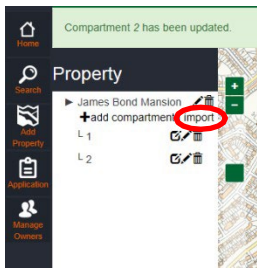 Compartment 2 has been updated.
Home
Search
Add
Property
Application
Manage
Owners
Property
James Bond Mansion
+add compartment import
1
2
+
-